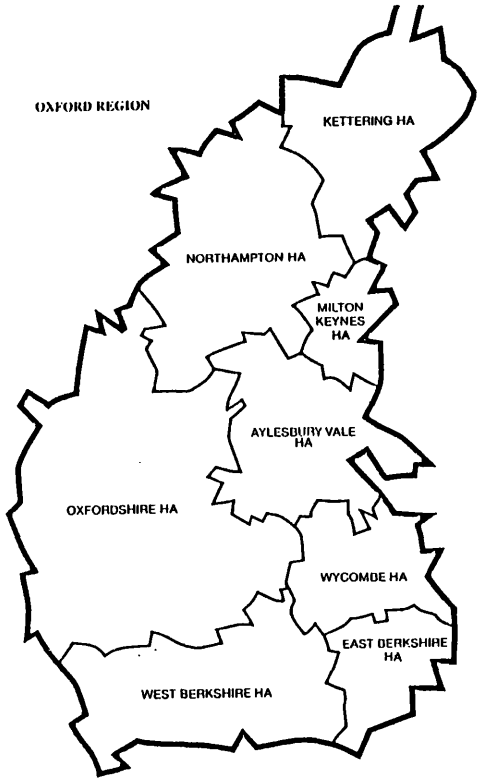 OXFORD REGION
KETTERING HA
NORTHAMPTON HA
MILTON
KEYNES
HA
AYLESBURY VALE
HA
OXFORDSHIRE HA
WYCOMBE HA
EAST BERKSHIRE
HA
WEST BERKSHIRE HA